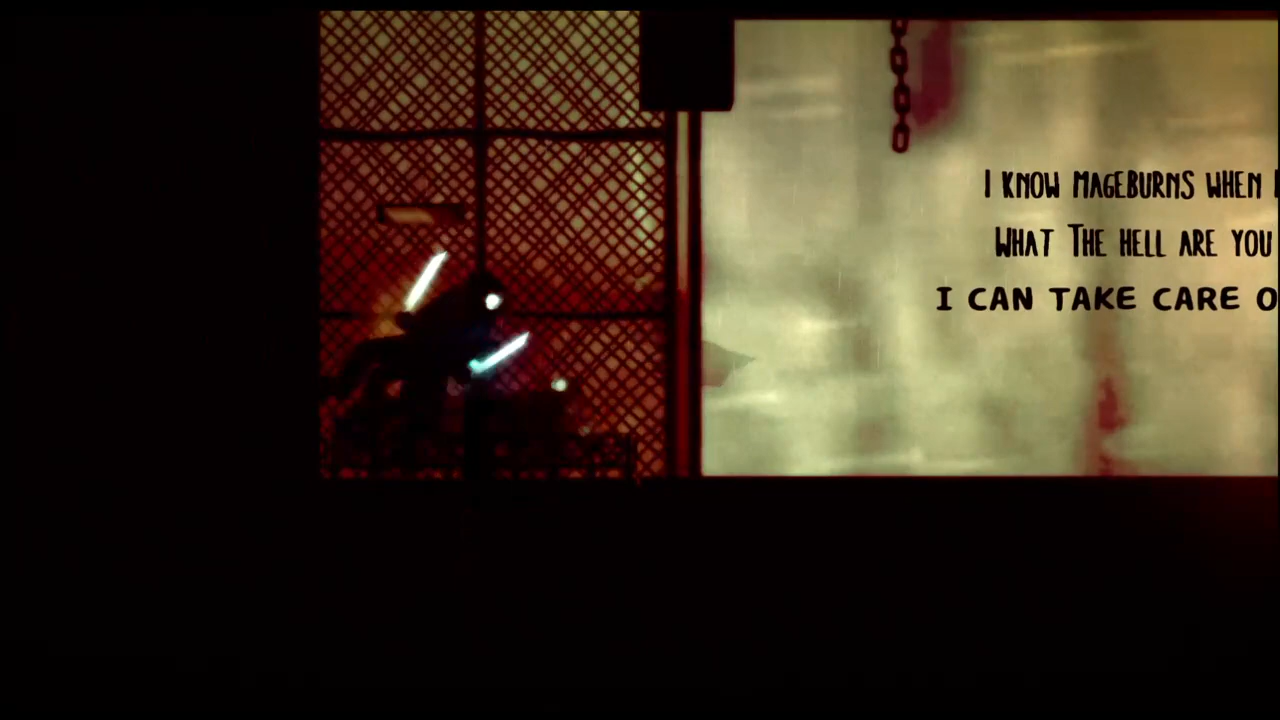 I KNOW MAGEBURNS WHEN
WHAT THE HELL ARE YOU
I CAN TAKE CARE O